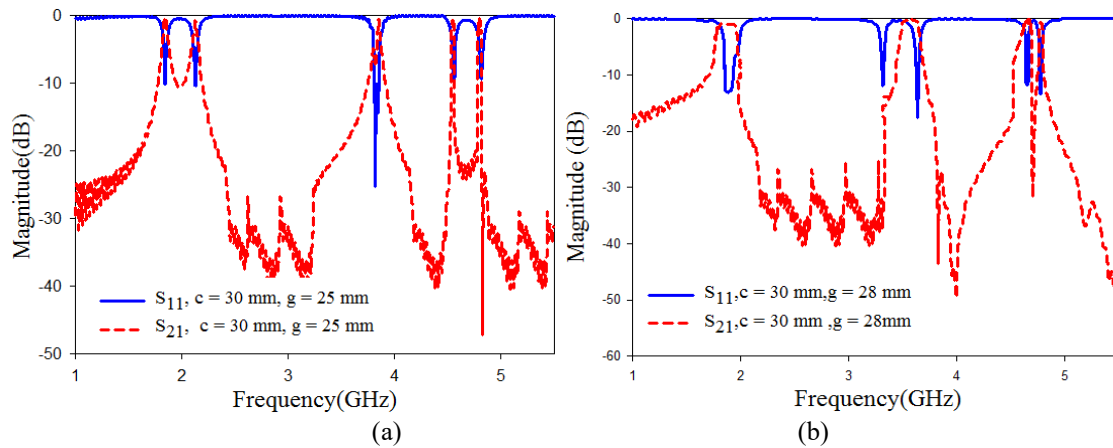 0
-10
-20
-30
-40
-50
Magnitude(dB)
S11, c = 30 mm, g = 25 mm
S21, c = 30 mm, g = 25 mm
1 2 3 4 5
Frequency(GHz)
(a)
0
-10
-20
-30
-40
-50
-60
Magnitude (dB)
S11,c = 30 mm,g = 28 mm
S21,c = 30 mm ,g = 28mm
1 2 3 4 5
Frequency(GHz)
(b)